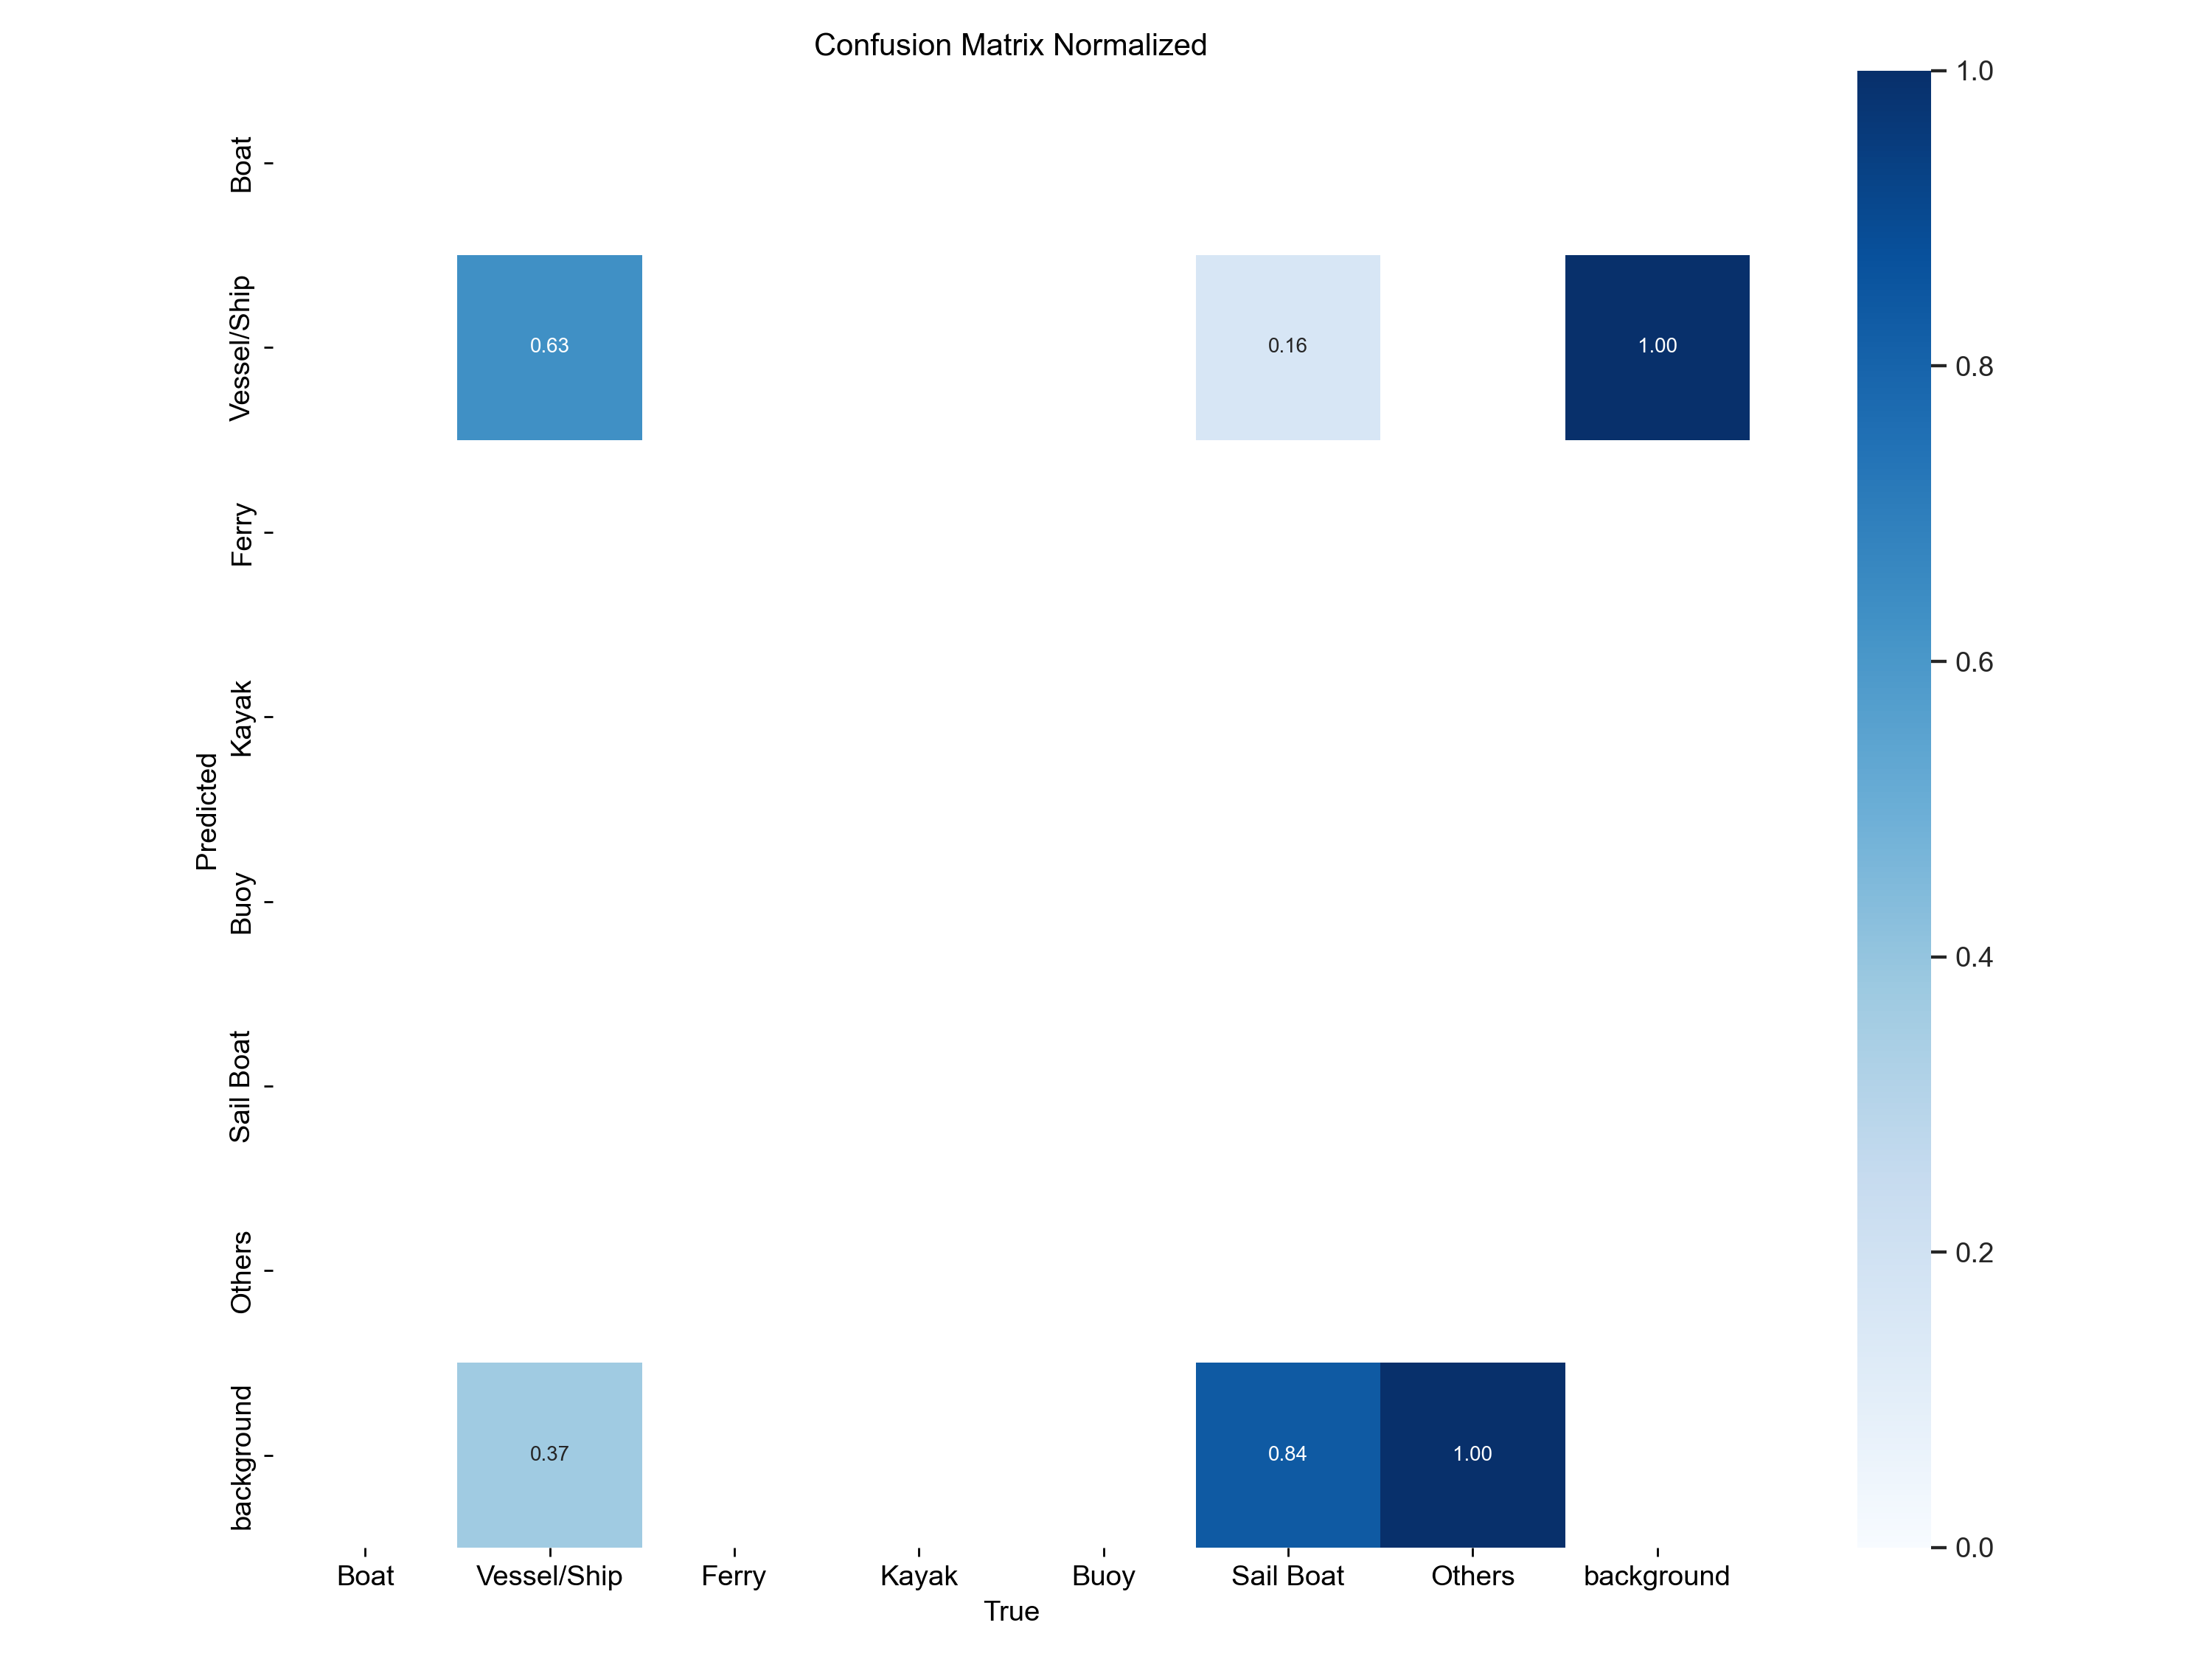 Confusion Matrix Normalized
Boat
Vessel/Ship
Ferry
Kayak
Buoy
Sail Boat
Others
background
Predicted
0.63
0.16
1.00
0.37
0.84
1.00
Boat
Vessel/Ship
Ferry
Kayak
Buoy
Sail Boat
Others
background
True
1.0
0.8
0.6
0.4
0.2
0.0